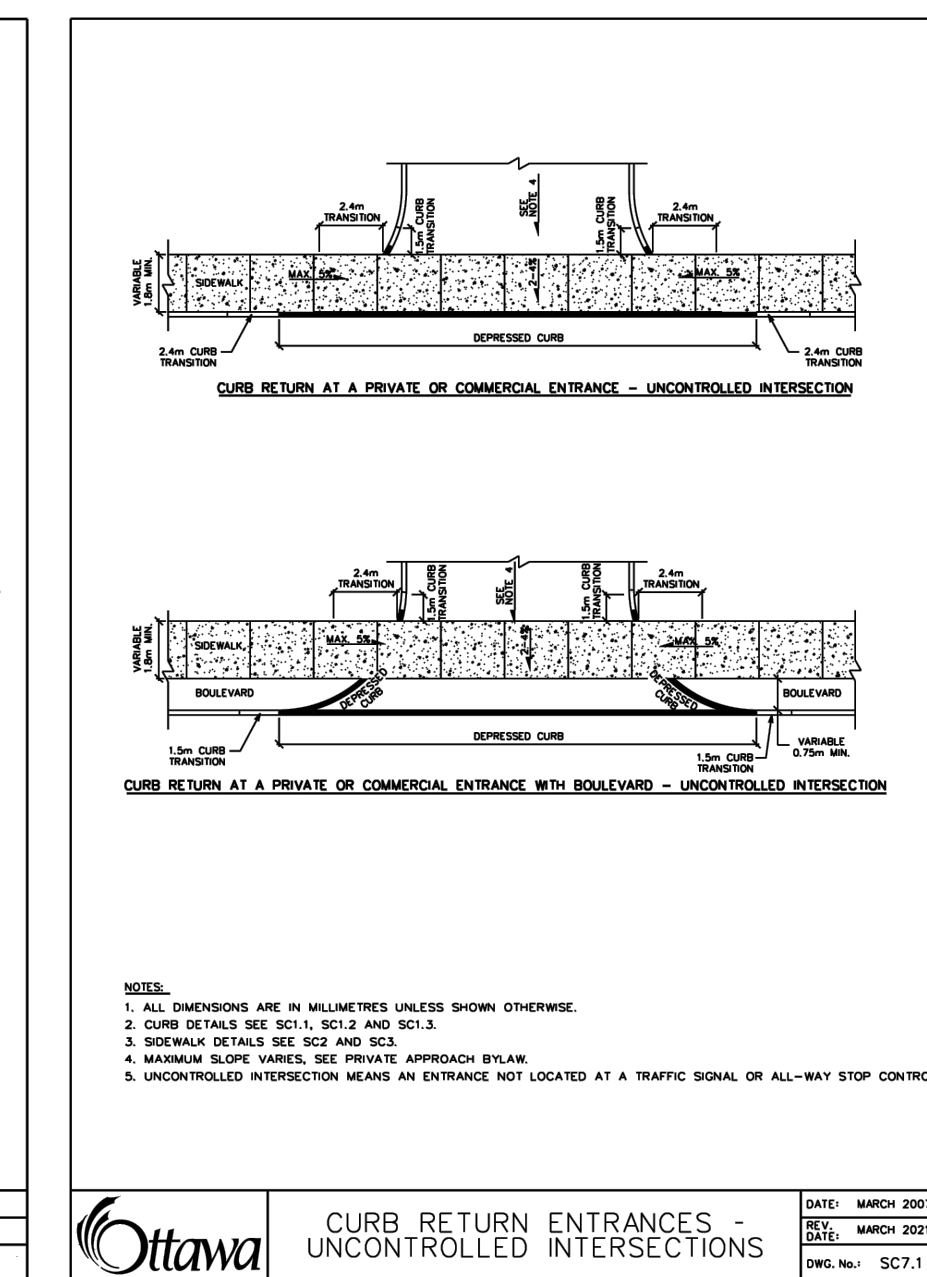 2.4m
TRANSITION
1.5m CURB
TRANSITION
SEE
NOTE 4
1.5m CURB
TRANSITION
2.4m
TRANSITION
VARIABLE
1.8m MIN.
SIDEWALK
MAX. 5%
2-4%
MAX. 5%
DEPRESSED CURB
2.4m CURB
TRANSITION
2.4m CURB
TRANSITION
CURB RETURN AT A PRIVATE OR COMMERCIAL ENTRANCE - UNCONTROLLED INTERSECTION
2.4m
TRANSITION
1.5m CURB
TRANSITION
SEE
NOTE 4
1.5m CURB
TRANSITION
2.4m
TRANSITION
VARIABLE
1.8m MIN.
SIDEWALK
MAX. 5%
2-4%
MAX. 5%
BOULEVARD
DEPRESSED
CURB
DEPRESSED
CURB
BOULEVARD
DEPRESSED CURB
1.5m CURB
TRANSITION
1.5m CURB
TRANSITION
VARIABLE
0.75m MIN.
CURB RETURN AT A PRIVATE OR COMMERCIAL ENTRANCE WITH BOULEVARD - UNCONTROLLED INTERSECTION
NOTES:
1. ALL DIMENSIONS ARE IN MILLIMETRES UNLESS SHOWN OTHERWISE.
2. CURB DETAILS SEE SC1.1, SC1.2 AND SC1.3.
3. SIDEWALK DETAILS SEE SC2 AND SC3.
4. MAXIMUM SLOPE VARIES, SEE PRIVATE APPROACH BYLAW.
5. UNCONTROLLED INTERSECTION MEANS AN ENTRANCE NOT LOCATED AT A TRAFFIC SIGNAL OR ALL-WAY STOP CONTRO
Ottawa
CURB RETURN ENTRANCES -
UNCONTROLLED INTERSECTIONS
DATE: MARCH 2007
REV.
DATE: MARCH 2021
DWG. No.: SC7.1